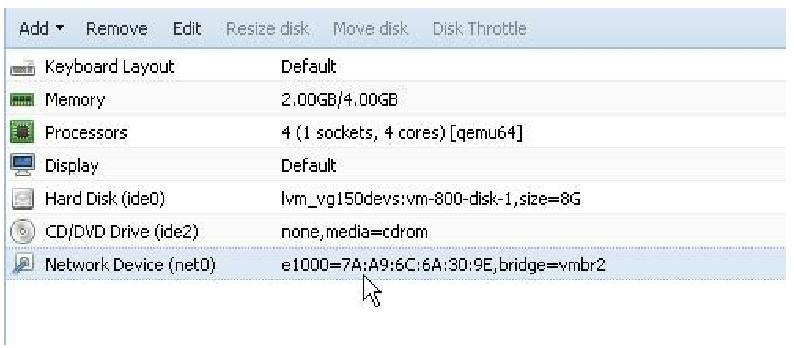 Add Remove Edit Resize disk Move disk Disk Throttle
Keyboard Layout Default
Memory 2.00GB/4.00GB
Processors 4 (1 sockets, 4 cores) [qemu64]
Display Default
Hard Disk (ide0) lvm_vg150devs:vm-800-disk-1,size=8G
CD/DVD Drive (ide2) none,media=cdrom
Network Device (net0) e1000=7A:A9:6C:6A:30:9E,bridge=vmbr2